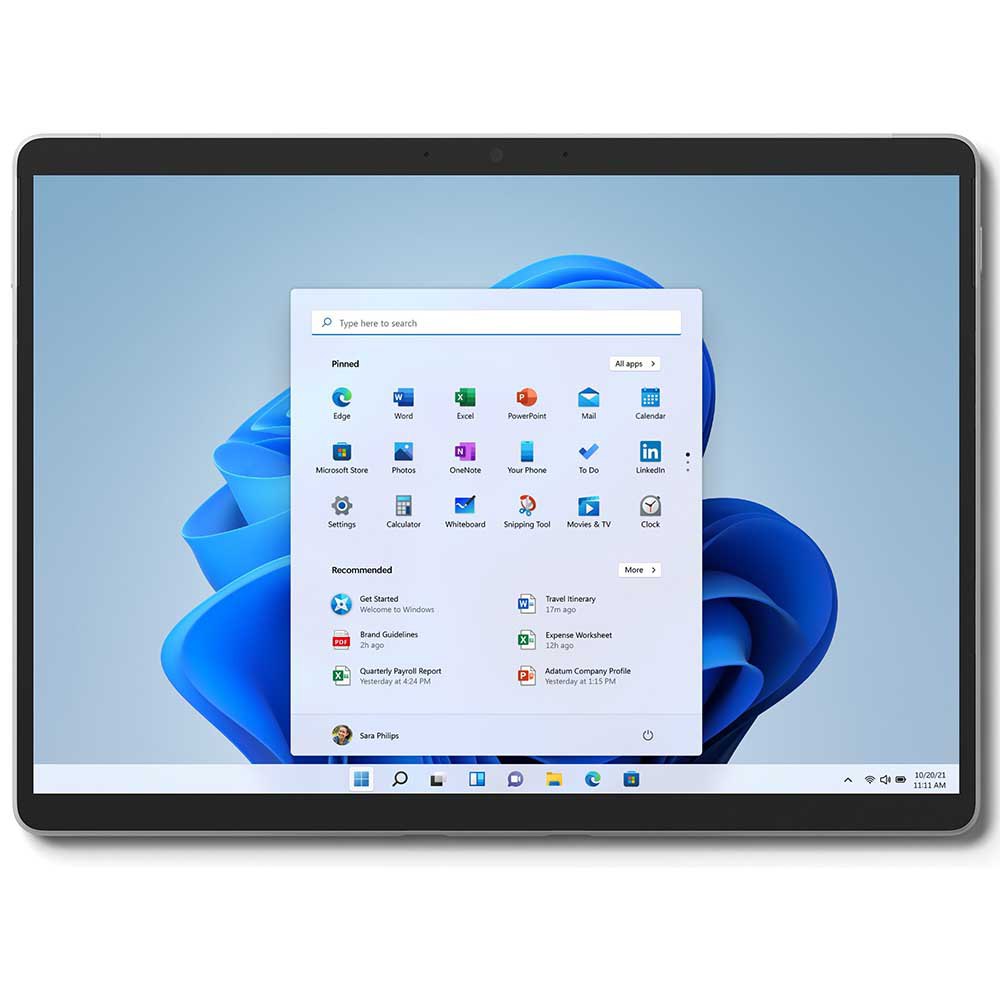 Type here to search
Pinned
All apps >
Edge
Word
Excel
PowerPoint
Mail
Calendar
Microsoft Store
Photos
OneNote
Your Phone
To Do
LinkedIn
Settings
Calculator
Whiteboard
Snipping Tool
Movies & TV
Clock
Recommended
More >
Get Started
Welcome to Windows
Travel Itinerary
17m ago
PDF
Brand Guidelines
2h ago
Expense Worksheet
12h ago
Quarterly Payroll Report
Yesterday at 4:24 PM
Adatum Company Profile
Yesterday at 1:15 PM
Sara Philips
10/20/21
11:11 AM